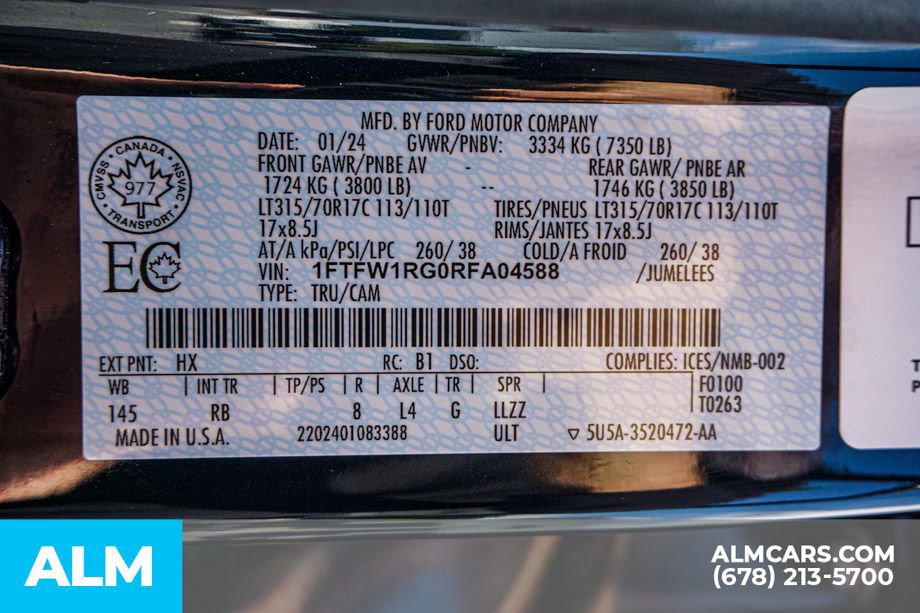 MFD. BY FORD MOTOR COMPANY
DATE: 01/24 GVWR/PNBV: 3334 KG ( 7350 LB)
FRONT GAWR/PNBE AV - REAR GAWR/ PNBE AR
1724 KG ( 3800 LB) -- 1746 KG ( 3850 LB)
LT315/70R17C 113/110T TIRES/PNEUS LT315/70R17C 113/110T
17x8.5J RIMS/JANTES 17x8.5J
AT/A kPa/PSI/LPC 260/ 38 COLD/A FROID 260/ 38
VIN: 1FTFW1RG0RFA04588 /JUMELEES
TYPE: TRU/CAM
CANADA
CMVSS 977 NSVAC
TRANSPORT
EC
EXT PNT: HX RC: B1 DSO: COMPLIES: ICES/NMB-002
WB INT TR TP/PS R AXLE TR SPR F0100
145 RB 8 L4 G LLZZ T0263
MADE IN U.S.A. 2202401083388 ULT ▽ 5U5A-3520472-AA
ALM
ALMCARS.COM
(678) 213-5700